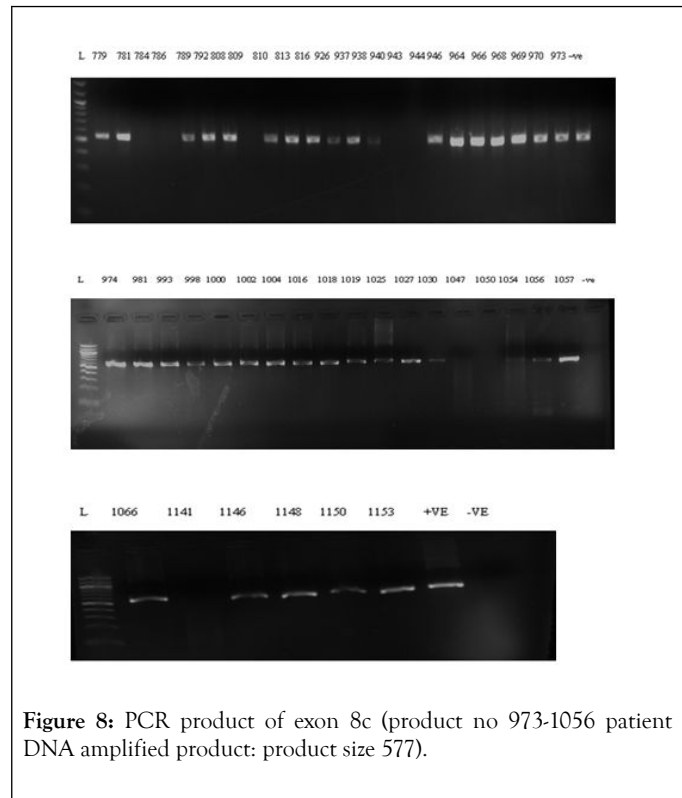 L 779 781 784 786 789 792 808 809 810 813 816 926 937 938 940 943 944 946 964 966 968 969 970 973 -ve
L 974 981 993 998 1000 1002 1004 1016 1018 1019 1025 1027 1030 1047 1050 1054 1056 1057 -ve
L 1066 1141 1146 1148 1150 1153 +VE -VE
Figure 8: PCR product of exon 8c (product no 973-1056 patient
DNA amplified product: product size 577).